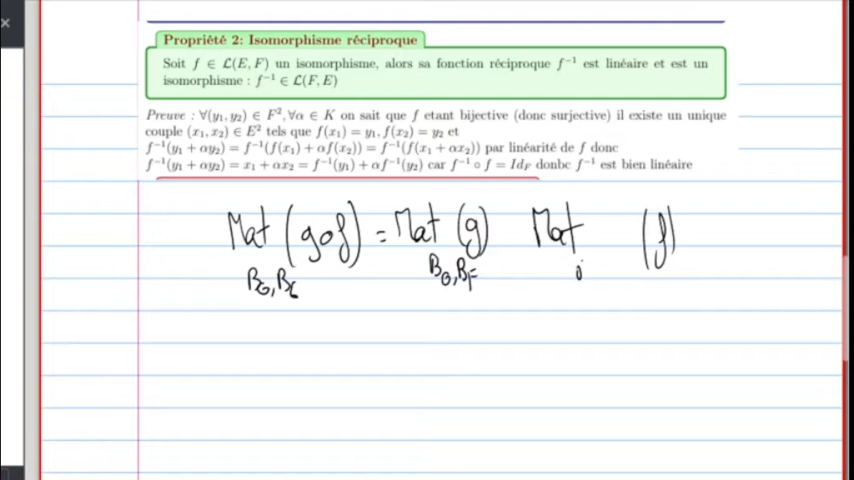 Propriété 2: Isomorphisme réciproque
Soit f ∈ ℒ(E, F) un isomorphisme, alors sa fonction réciproque f⁻¹ est linéaire et est un
isomorphisme : f⁻¹ ∈ ℒ(F, E)
Preuve : ∀(y₁, y₂) ∈ F², ∀α ∈ K on sait que f etant bijective (donc surjective) il existe un unique
couple (x₁, x₂) ∈ E² tels que f(x₁) = y₁, f(x₂) = y₂ et
f⁻¹(y₁ + αy₂) = f⁻¹(f(x₁) + αf(x₂)) = f⁻¹(f(x₁ + αx₂)) par linéarité de f donc
f⁻¹(y₁ + αy₂) = x₁ + αx₂ = f⁻¹(y₁) + αf⁻¹(y₂) car f⁻¹ ∘ f = Id_F donbc f⁻¹ est bien linéaire
Mat (g∘f) = Mat (g) Mat (f)
B_G, B_F